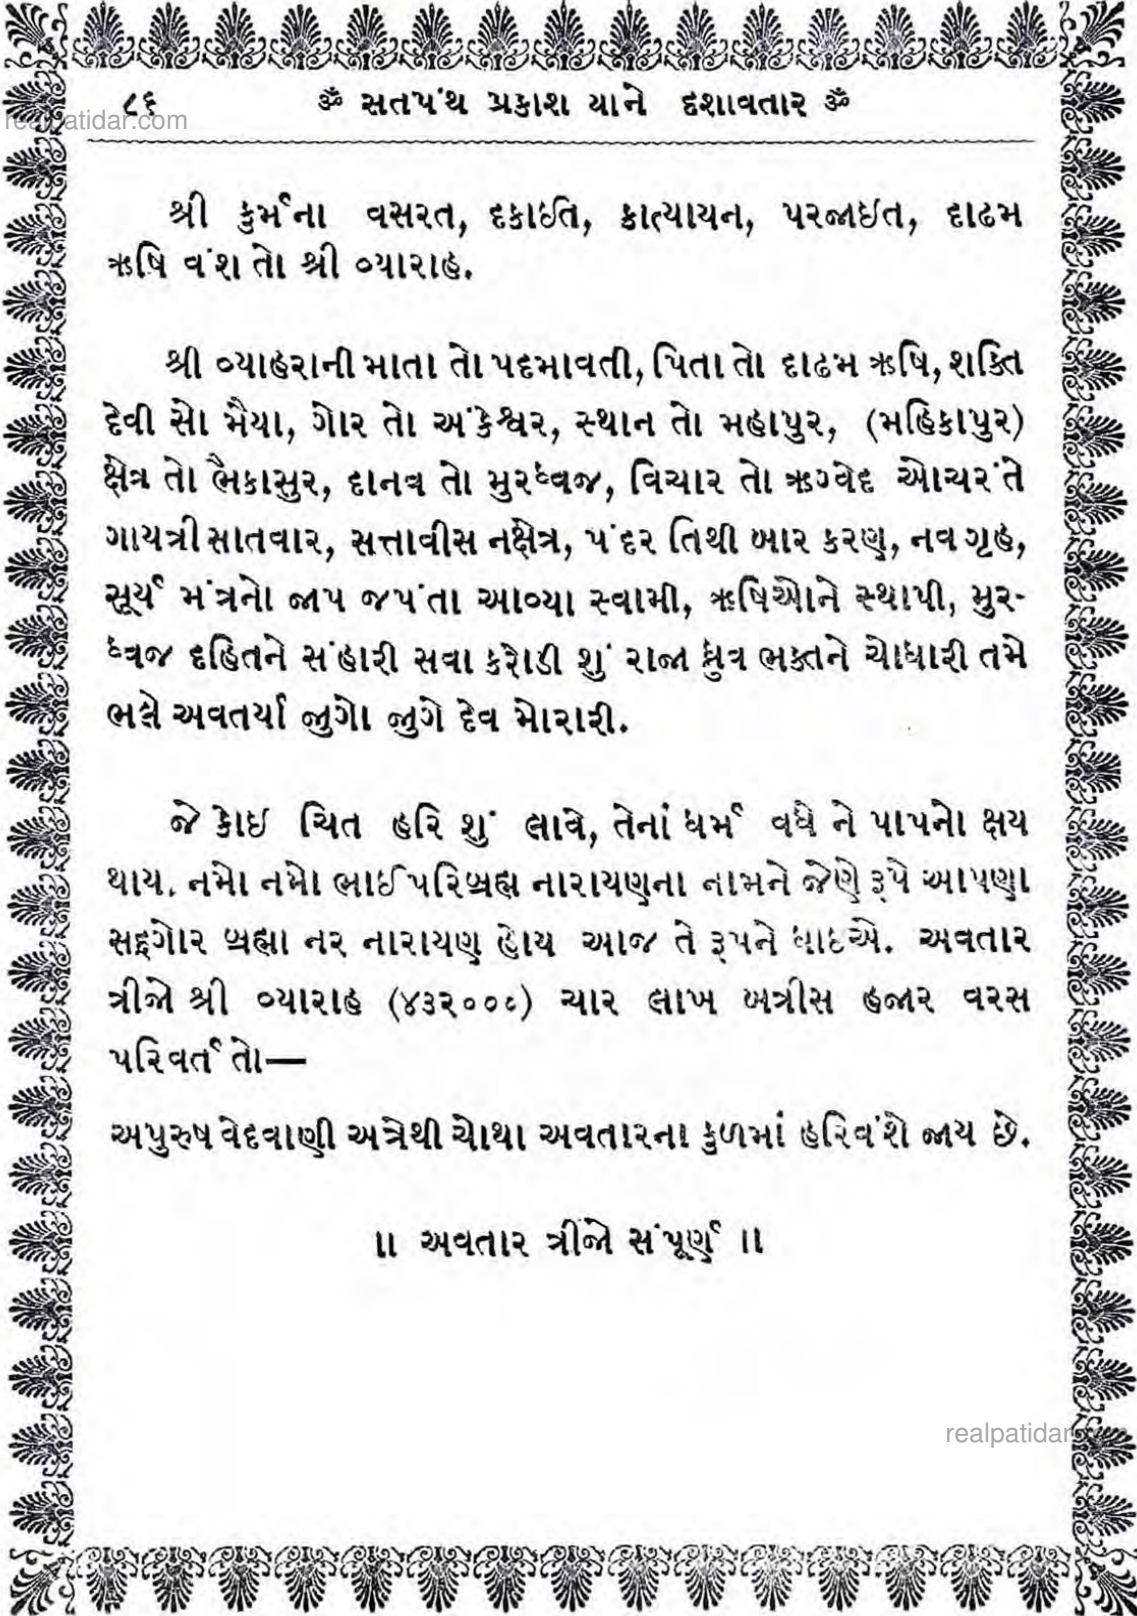 ૮૬ ૐ સતપંથ પ્રકાશ યાને દશાવતાર ૐ
realpatidar.com
શ્રી કુર્મના વસરત, દકાઈતિ, ક્રાત્યાયન, પરજાઇત, દાઢમ
ઋષિ વંશ તો શ્રી વ્યારાહ.
શ્રી વ્યાહરાની માતા તો પદમાવતી, પિતા તો દાઢમ ઋષિ, શક્તિ
દેવી સો મૈયા, ગોર તો અંકેશ્વર, સ્થાન તો મહાપુર, (મહિકાપુર)
ક્ષેત્ર તો ભૈકાસુર, દાનવ તો મુરધ્વજ, વિચાર તો ઋગ્વેદ ઓચરંતે
ગાયત્રી સાતવાર, સત્તાવીસ નક્ષેત્ર, પંદર તિથી બાર કરણ, નવ ગૃહ,
સૂર્ય મંત્રનો જાપ જપંતા આવ્યા સ્વામી, ઋષિઓને સ્થાપી, મુર-
ધ્વજ દહિતને સંહારી સવા કરોડી શું રાજા ધ્રુવ ભક્તને ચોધારી તમે
ભલે અવતર્યા જુગો જુગે દેવ મોરારી.
જે કોઇ ચિત હરિ શું લાવે, તેનાં ધર્મ વધે ને પાપનો ક્ષય
થાય. નમો નમો ભાઈ પરિબ્રહ્મ નારાયણના નામને જેણે રૂપે આપણા
સદ્દગોર બ્રહ્મા નર નારાયણ હોય આજ તે રૂપને ધાઇએ. અવતાર
ત્રીજો શ્રી વ્યારાહ (૪૩૨૦૦૦) ચાર લાખ બત્રીસ હજાર વરસ
પરિવર્ત તો—
અપુરુષ વેદવાણી અત્રેથી ચોથા અવતારના કુળમાં હરિવંશે જાય છે.
॥ અવતાર ત્રીજો સંપૂર્ણ ॥